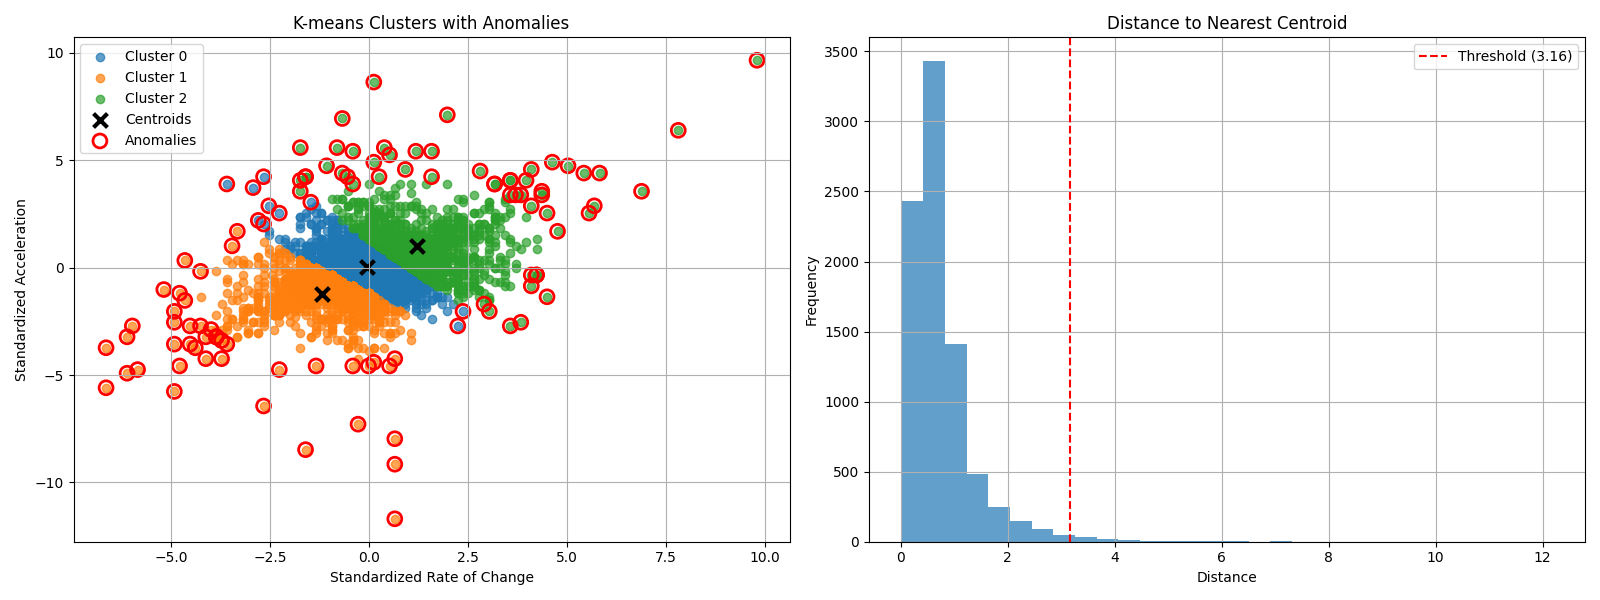 K-means Clusters with Anomalies
Cluster 0
Cluster 1
Cluster 2
Centroids
Anomalies
10
5
0
−5
−10
Standardized Acceleration
−5.0 −2.5 0.0 2.5 5.0 7.5 10.0
Standardized Rate of Change
Distance to Nearest Centroid
Threshold (3.16)
3500
3000
2500
2000
1500
1000
500
0
Frequency
0 2 4 6 8 10 12
Distance